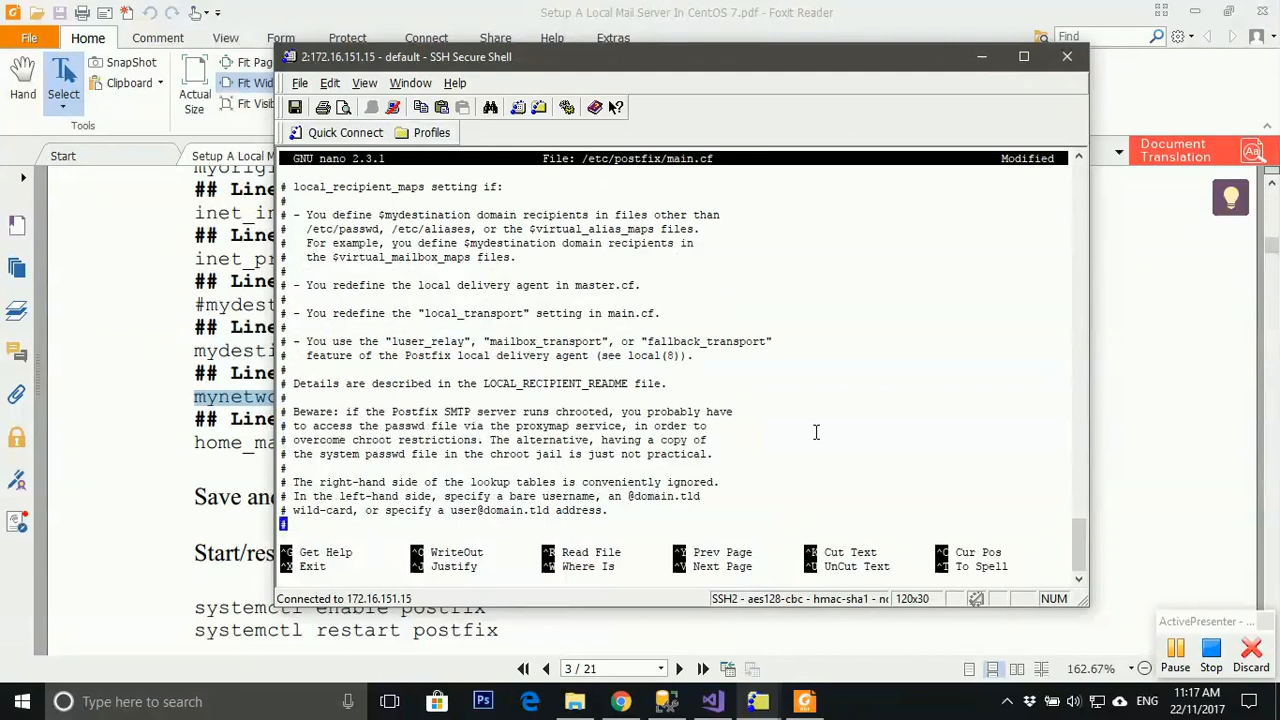 Setup A Local Mail Server In CentOS 7.pdf - Foxit Reader
File
Home
Comment
View
Form
Protect
Share
Help
Extras
Find
Hand
Select
SnapShot
Clipboard
Actual
Size
Fit Pag
Fit Wid
Fit Visib
Tools
Start
Setup A Local M
Document
Translation
2:172.16.151.15 - default - SSH Secure Shell
File Edit View Window Help
Quick Connect
Profiles
GNU nano 2.3.1 File: /etc/postfix/main.cf Modified
# local_recipient_maps setting if:
#
# - You define $mydestination domain recipients in files other than
# /etc/passwd, /etc/aliases, or the $virtual_alias_maps files.
# For example, you define $mydestination domain recipients in
# the $virtual_mailbox_maps files.
#
# - You redefine the local delivery agent in master.cf.
#
# - You redefine the "local_transport" setting in main.cf.
#
# - You use the "luser_relay", "mailbox_transport", or "fallback_transport"
# feature of the Postfix local delivery agent (see local(8)).
#
# Details are described in the LOCAL_RECIPIENT_README file.
#
# Beware: if the Postfix SMTP server runs chrooted, you probably have
# to access the passwd file via the proxymap service, in order to
# overcome chroot restrictions. The alternative, having a copy of
# the system passwd file in the chroot jail is just not practical.
#
# The right-hand side of the lookup tables is conveniently ignored.
# In the left-hand side, specify a bare username, an @domain.tld
# wild-card, or specify a user@domain.tld address.
#
^G Get Help ^O WriteOut ^R Read File ^Y Prev Page ^K Cut Text ^C Cur Pos
^X Exit ^J Justify ^W Where Is ^V Next Page ^U UnCut Text ^T To Spell
Connected to 172.16.151.15
SSH2 - aes128-cbc - hmac-sha1 - nc
120x30
NUM
myorigi
## Line
inet_in
## Line
inet_pr
## Line
#mydest
## Line
mydesti
## Line
mynetwo
## Line
home_ma
Save and
Start/res
systemctl enable postfix
systemctl restart postfix
ActivePresenter - ...
Pause
Stop
Discard
3 / 21
162.67%
Type here to search
ENG
11:17 AM
22/11/2017